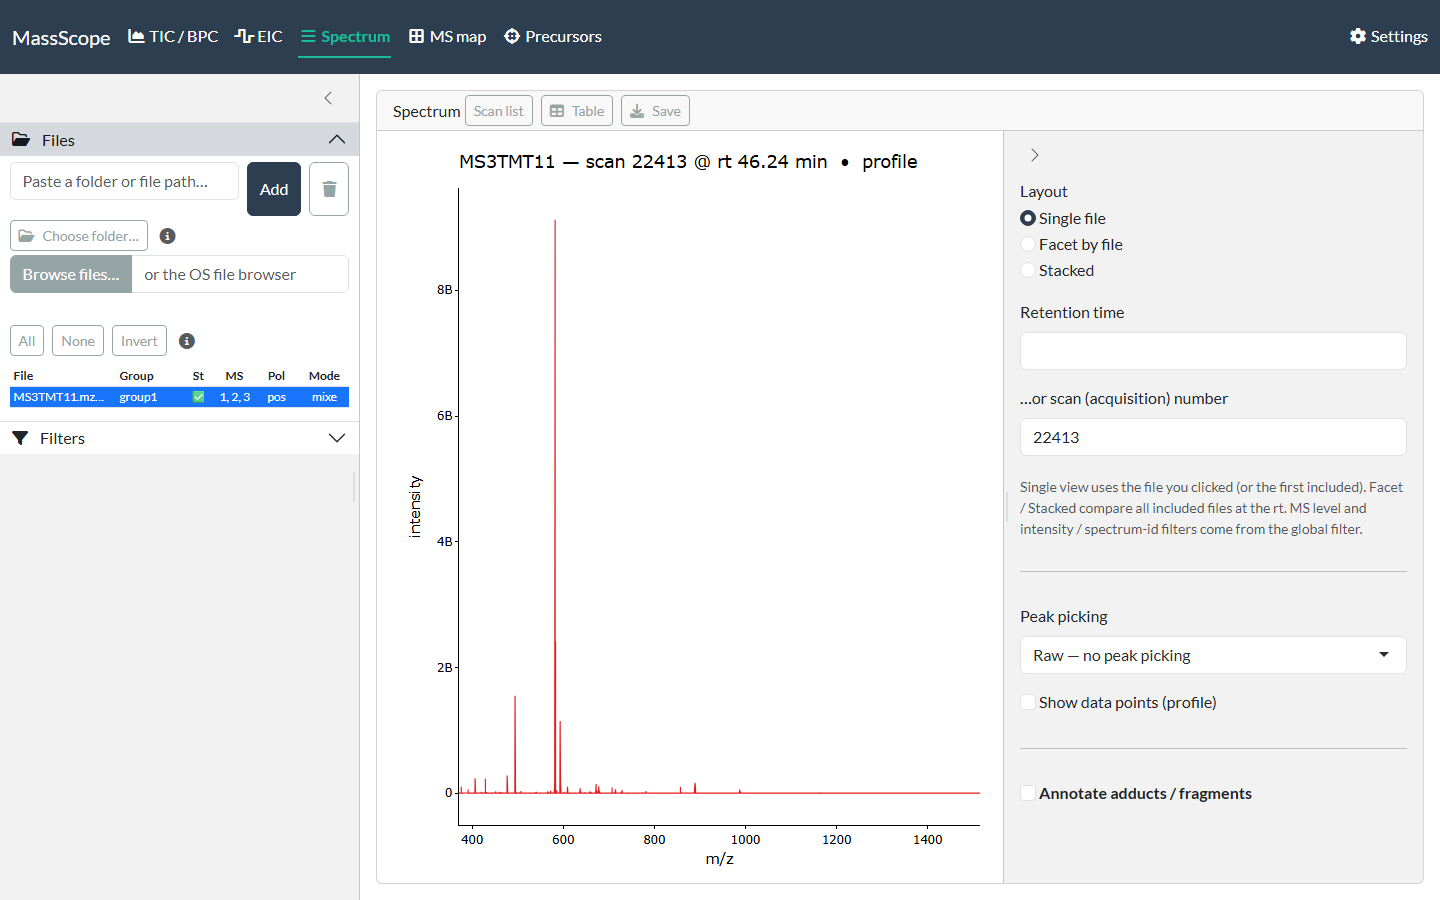 MassScope
TIC / BPC
EIC
Spectrum
MS map
Precursors
Settings
Files
Paste a folder or file path...
Add
Choose folder...
Browse files...
or the OS file browser
All
None
Invert
File Group St MS Pol Mode
MS3TMT11.mz... group1 1, 2, 3 pos mixe
Filters
Spectrum
Scan list
Table
Save
MS3TMT11 — scan 22413 @ rt 46.24 min • profile
8B
6B
4B
2B
0
intensity
400 600 800 1000 1200 1400
m/z
Layout
Single file
Facet by file
Stacked
Retention time
...or scan (acquisition) number
22413
Single view uses the file you clicked (or the first included). Facet
/ Stacked compare all included files at the rt. MS level and
intensity / spectrum-id filters come from the global filter.
Peak picking
Raw — no peak picking
Show data points (profile)
Annotate adducts / fragments